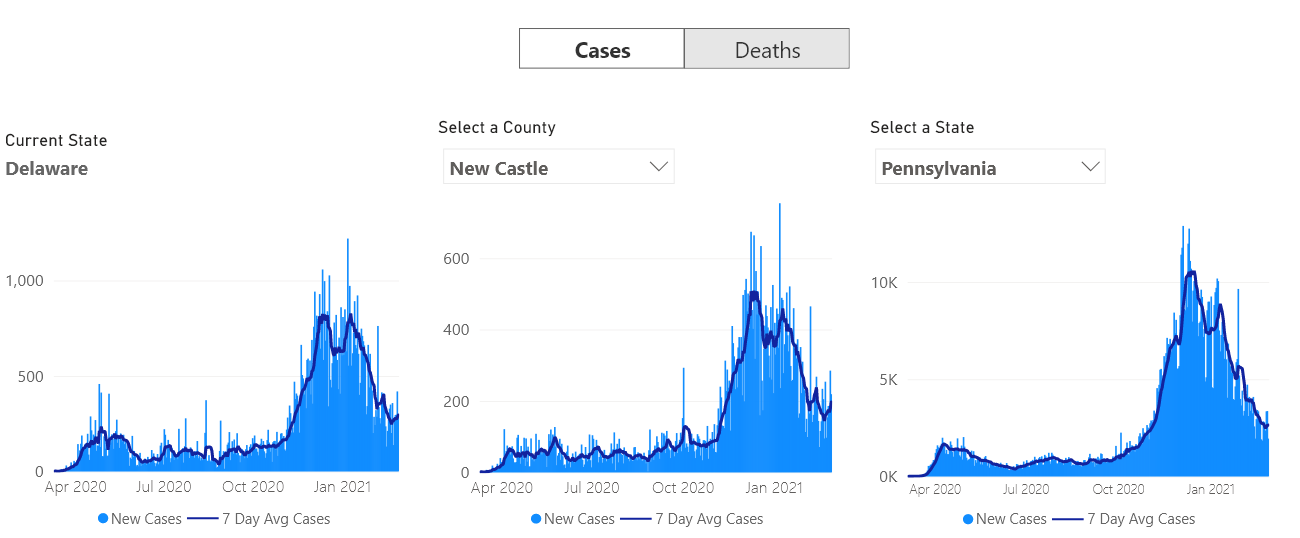 Cases Deaths
Current State
Delaware
Select a County
New Castle
Select a State
Pennsylvania
1,000
500
0
Apr 2020 Jul 2020 Oct 2020 Jan 2021
New Cases 7 Day Avg Cases
600
400
200
0
Apr 2020 Jul 2020 Oct 2020 Jan 2021
New Cases 7 Day Avg Cases
10K
5K
0K
Apr 2020 Jul 2020 Oct 2020 Jan 2021
New Cases 7 Day Avg Cases